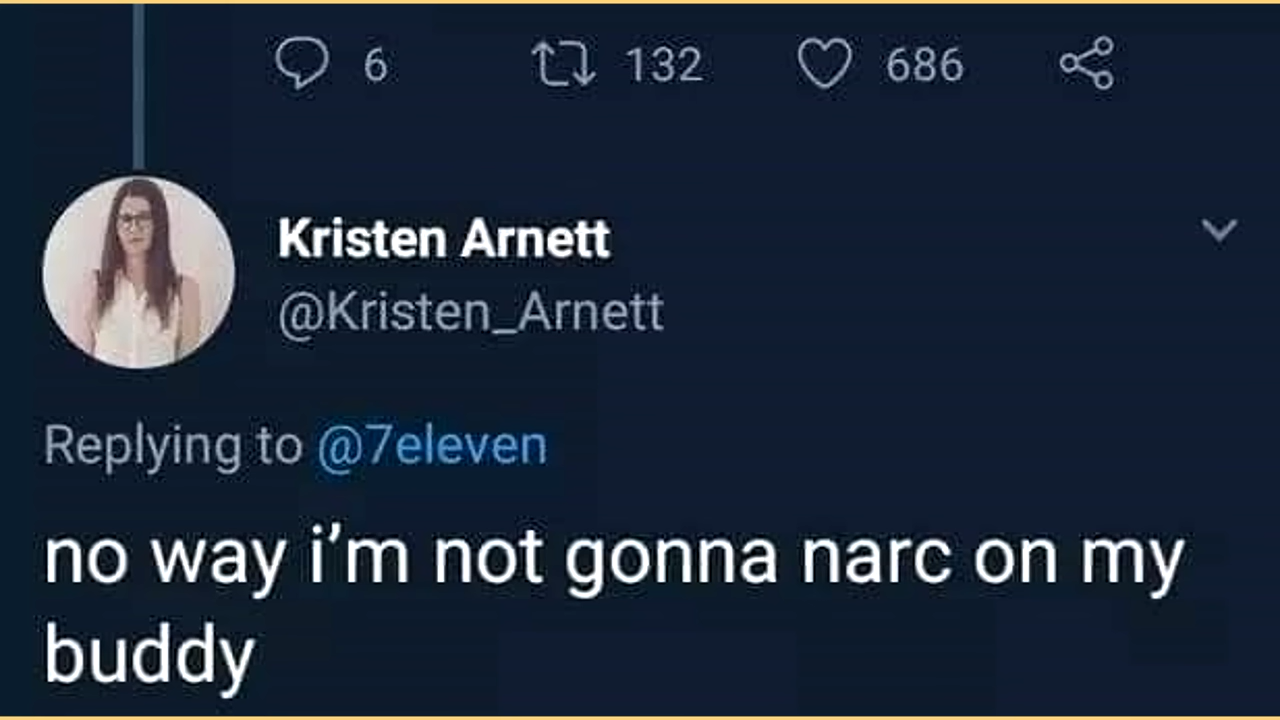 6 132 686
Kristen Arnett
@Kristen_Arnett
Replying to @7eleven
no way i’m not gonna narc on my
buddy